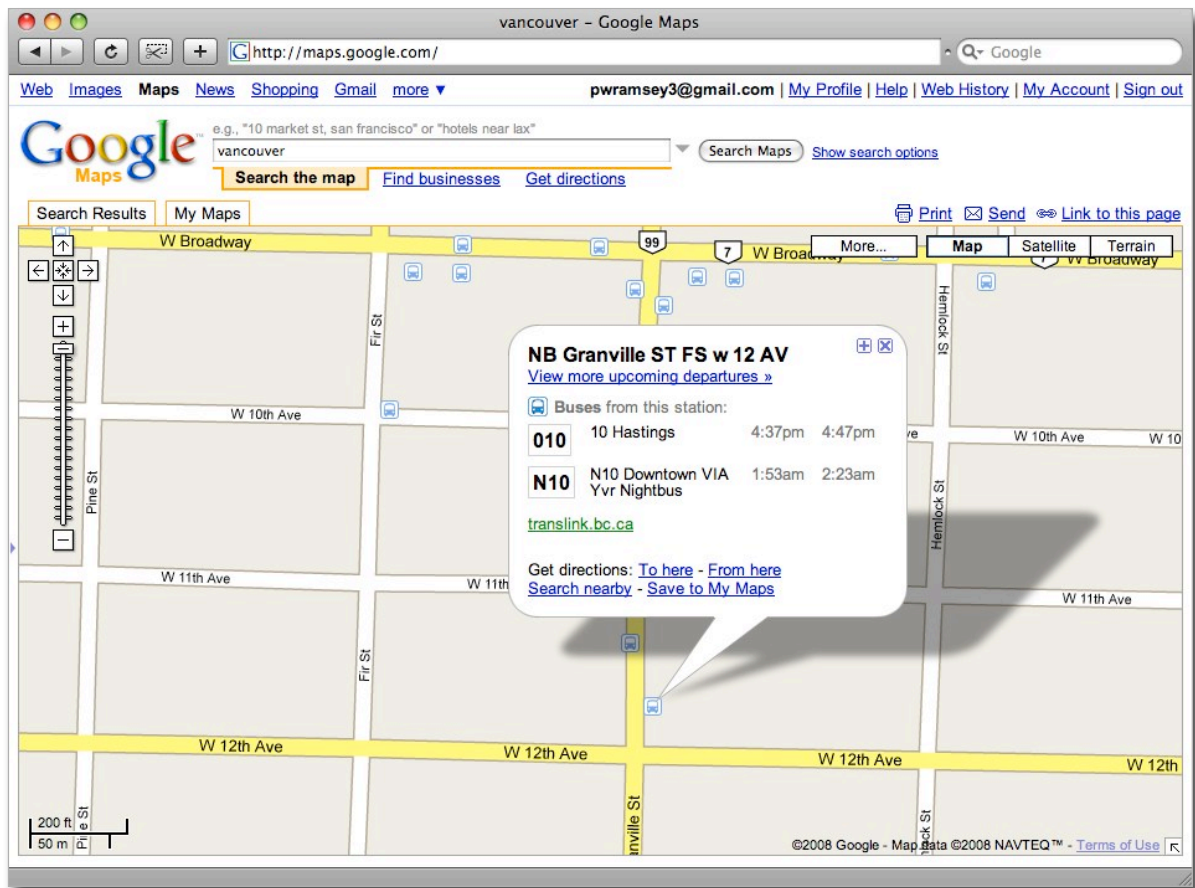 vancouver – Google Maps
http://maps.google.com/
Google
Web Images Maps News Shopping Gmail more ▼
pwramsey3@gmail.com | My Profile | Help | Web History | My Account | Sign out
Google™
Maps
e.g., "10 market st, san francisco" or "hotels near lax"
vancouver
Search Maps
Show search options
Search the map Find businesses Get directions
Search Results My Maps
Print Send Link to this page
W Broadway
99
7
W Broadway
More...
Map
Satellite
Terrain
7
W Broadway
Fir St
Hemlock St
NB Granville ST FS w 12 AV
View more upcoming departures »
Buses from this station:
010 10 Hastings 4:37pm 4:47pm
N10 N10 Downtown VIA 1:53am 2:23am
Yvr Nightbus
translink.bc.ca
Get directions: To here - From here
Search nearby - Save to My Maps
W 10th Ave
ve
W 10th Ave
W 10
Pine St
Hemlock St
W 11th Ave
W 11th
W 11th Ave
Fir St
W 12th Ave
W 12th Ave
W 12th Ave
W 12th
Pine St
anville St
ock St
200 ft
50 m
©2008 Google - Map data ©2008 NAVTEQ™ - Terms of Use